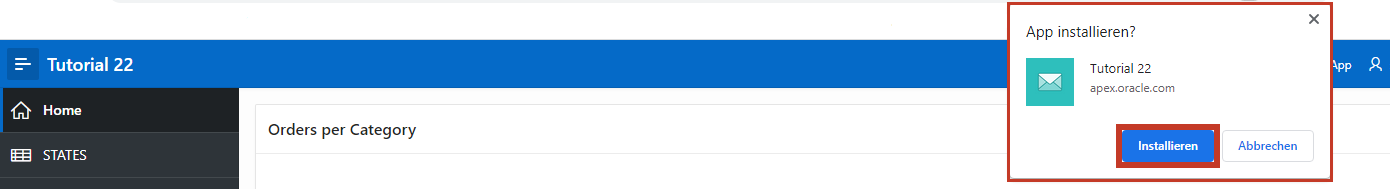 Tutorial 22
App installieren?
Tutorial 22
apex.oracle.com
App
Home
Orders per Category
Installieren
Abbrechen
STATES